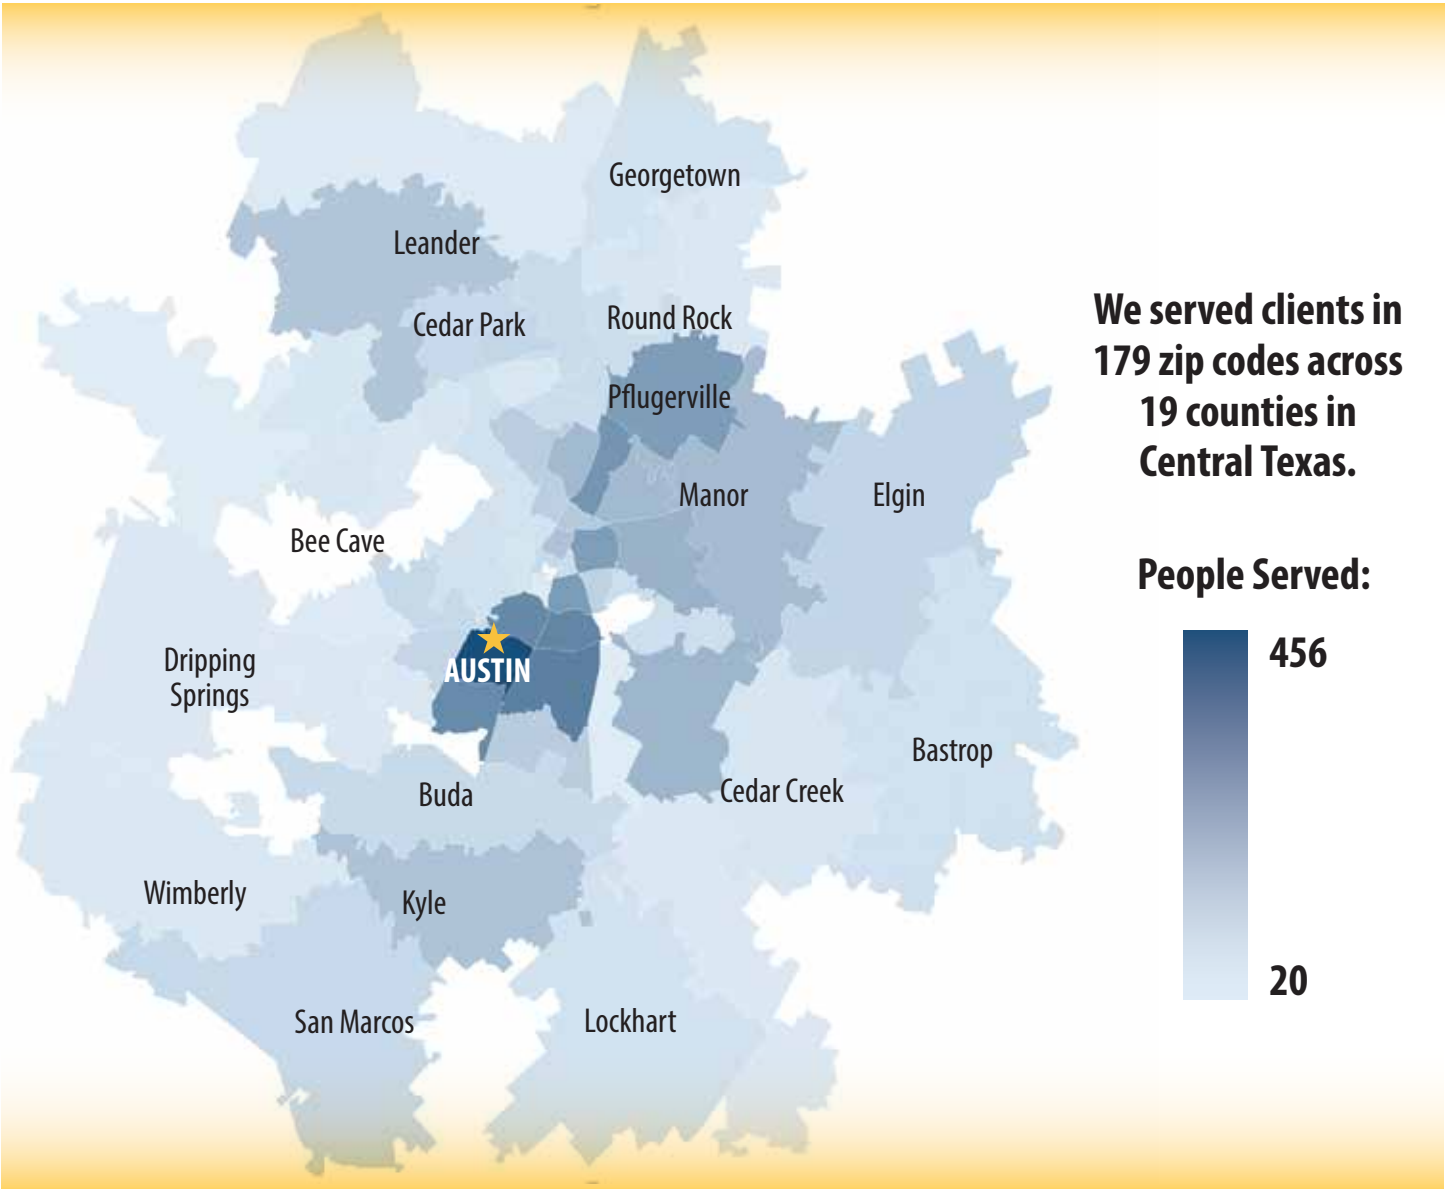 Georgetown
Leander
Cedar Park
Round Rock
Pflugerville
Manor
Elgin
Bee Cave
Dripping
Springs
AUSTIN
Buda
Cedar Creek
Bastrop
Wimberly
Kyle
San Marcos
Lockhart
We served clients in
179 zip codes across
19 counties in
Central Texas.
People Served:
456
20